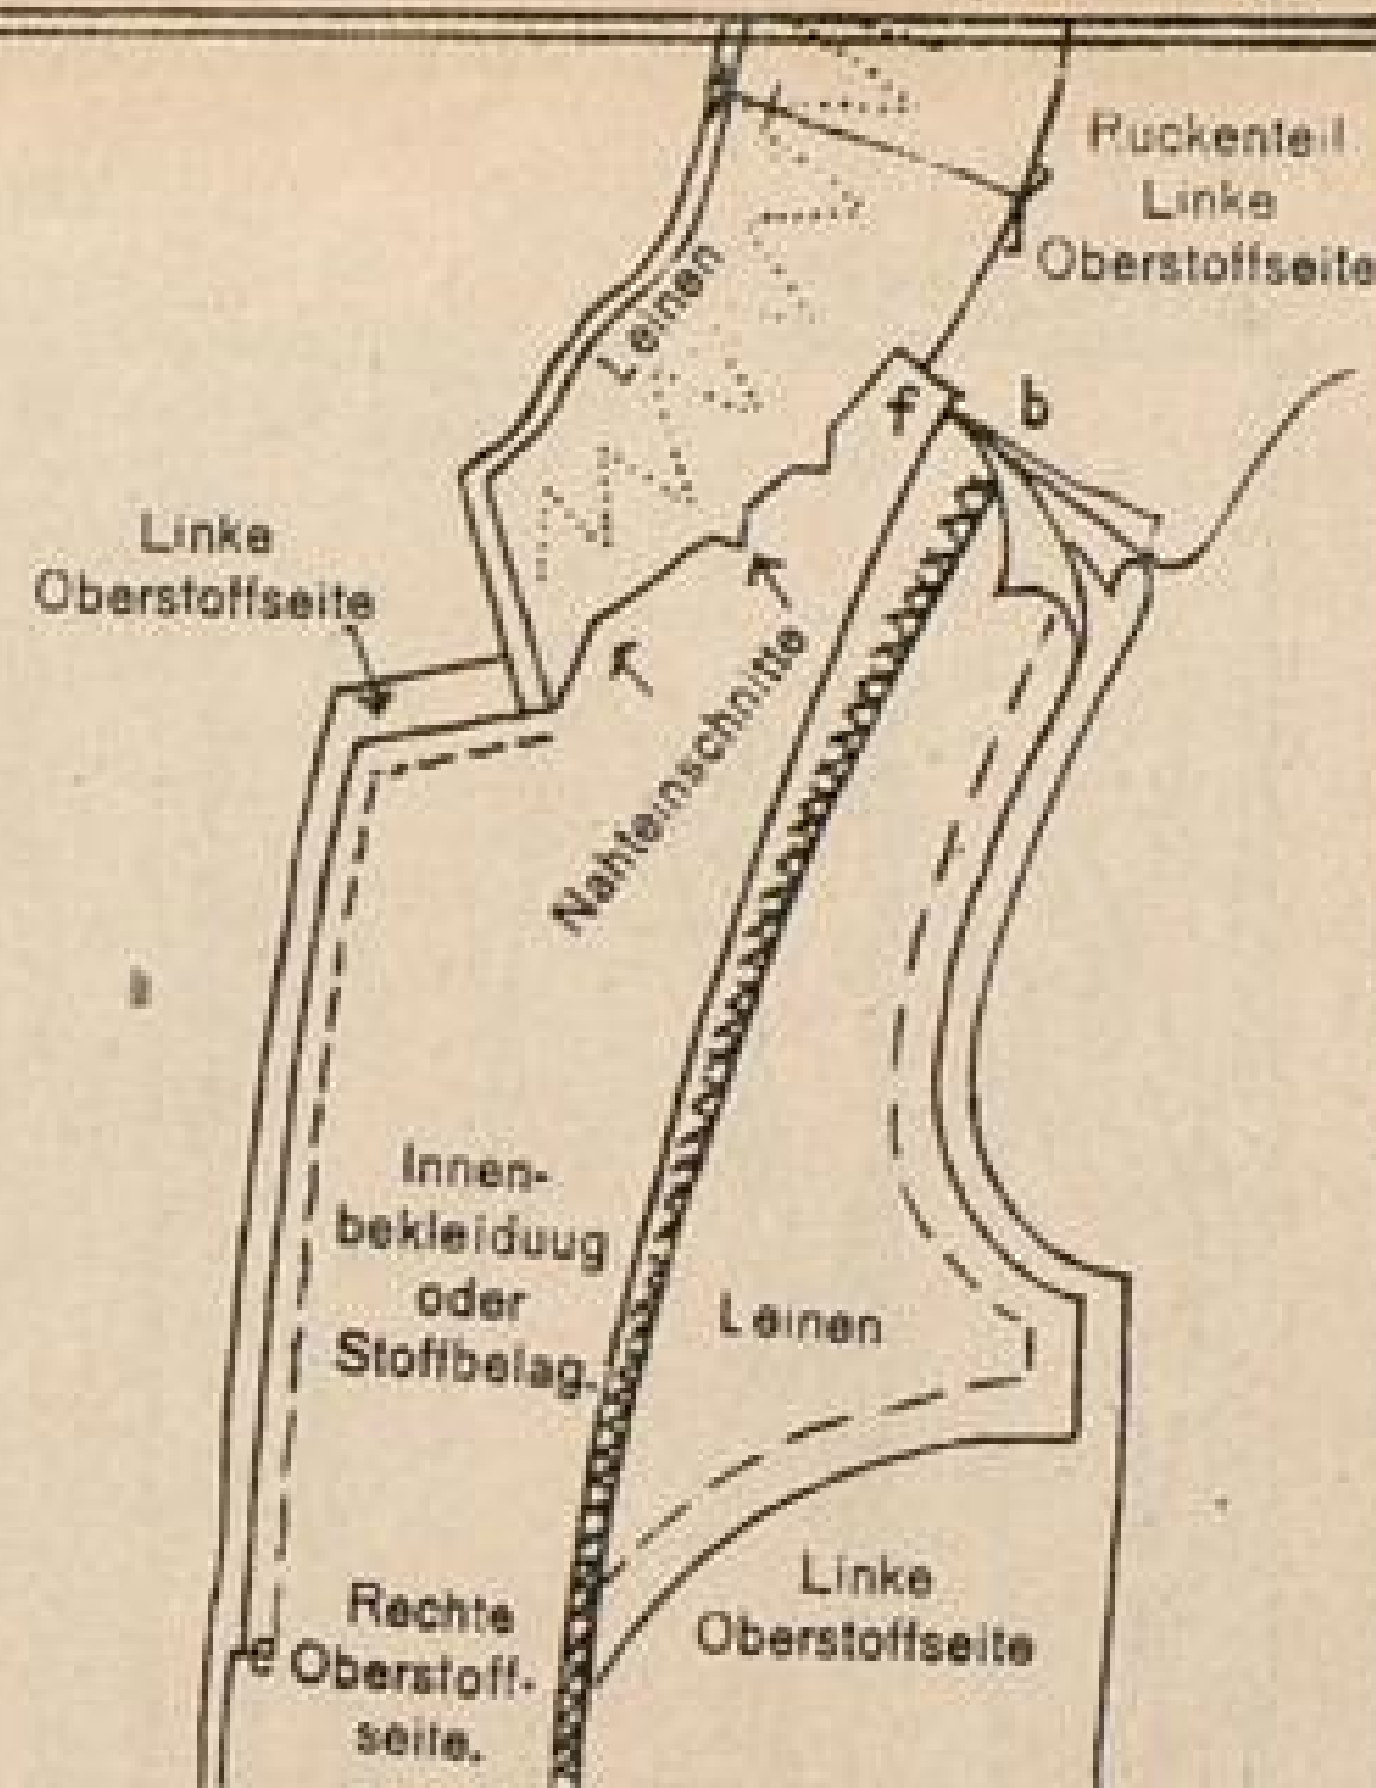 Ruckenteil
Linke
Oberstoffseite
Leinen
f
b
Linke
Oberstoffseite
Nahteinschnitte
Innen-
bekleiduug
oder
Stoffbelag.
Leinen
Linke
Oberstoffseite
e
Rechte
Oberstoff-
seite.